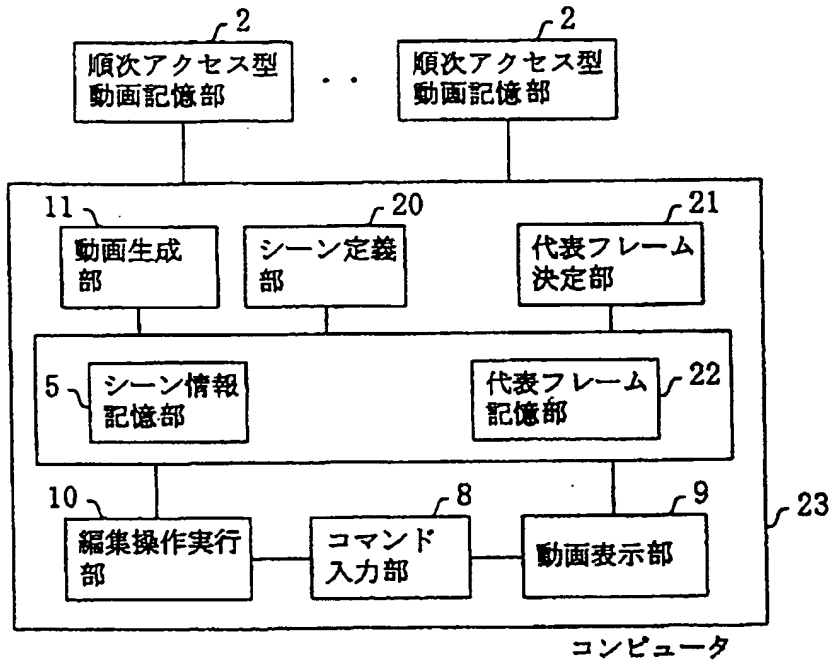 2
2
順次アクセス型
動画記憶部
・・
順次アクセス型
動画記憶部
11
20
21
動画生成
部
シーン定義
部
代表フレーム
決定部
5
シーン情報
記憶部
代表フレーム
記憶部
22
10
8
9
23
編集操作実行
部
コマンド
入力部
動画表示部
コンピュータ